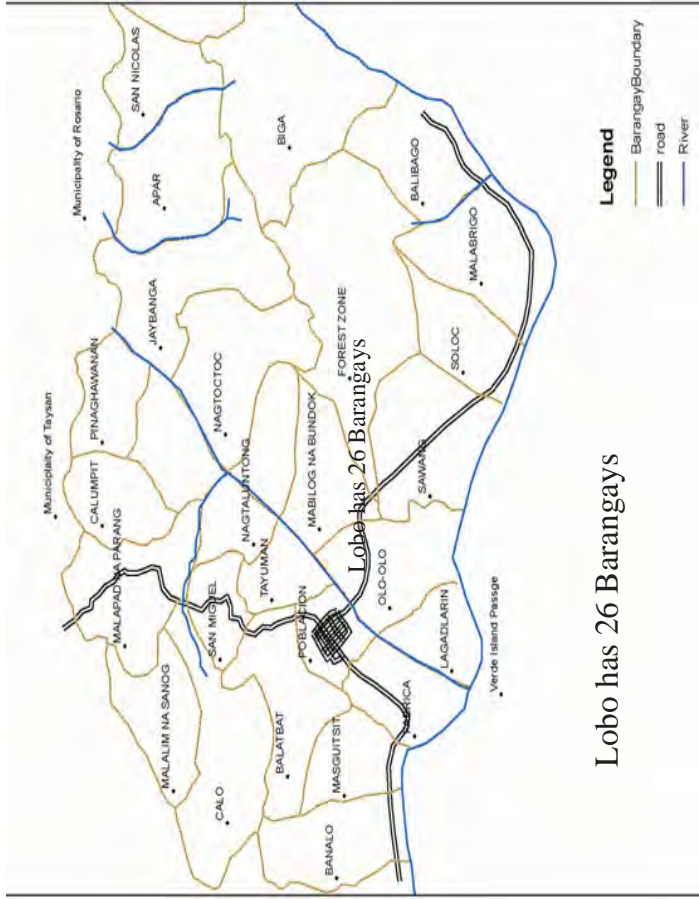 Municiplaity of Taysan
Municipality of Rosario
MALAPAD NA PARANG
CALUMPIT
PINAGHAWANAN
SAN NICOLAS
MALALIM NA SANOG
JAYBANGA
APAR
CALO
SAN MIGUEL
NAGTALUNTONG
NAGTOCTOC
BALATBAT
TAYUMAN
BIGA
BANALO
POBLACION
MABILOG NA BUNDOK
FOREST ZONE
MASGUITSIT
Lobo has 26 Barangays
OLO-OLO
SAWANG
SOLOC
BALIBAGO
FABRICA
LAGADLARIN
MALABRIGO
Verde Island Passge
Lobo has 26 Barangays
Legend
BarangayBoundary
road
River